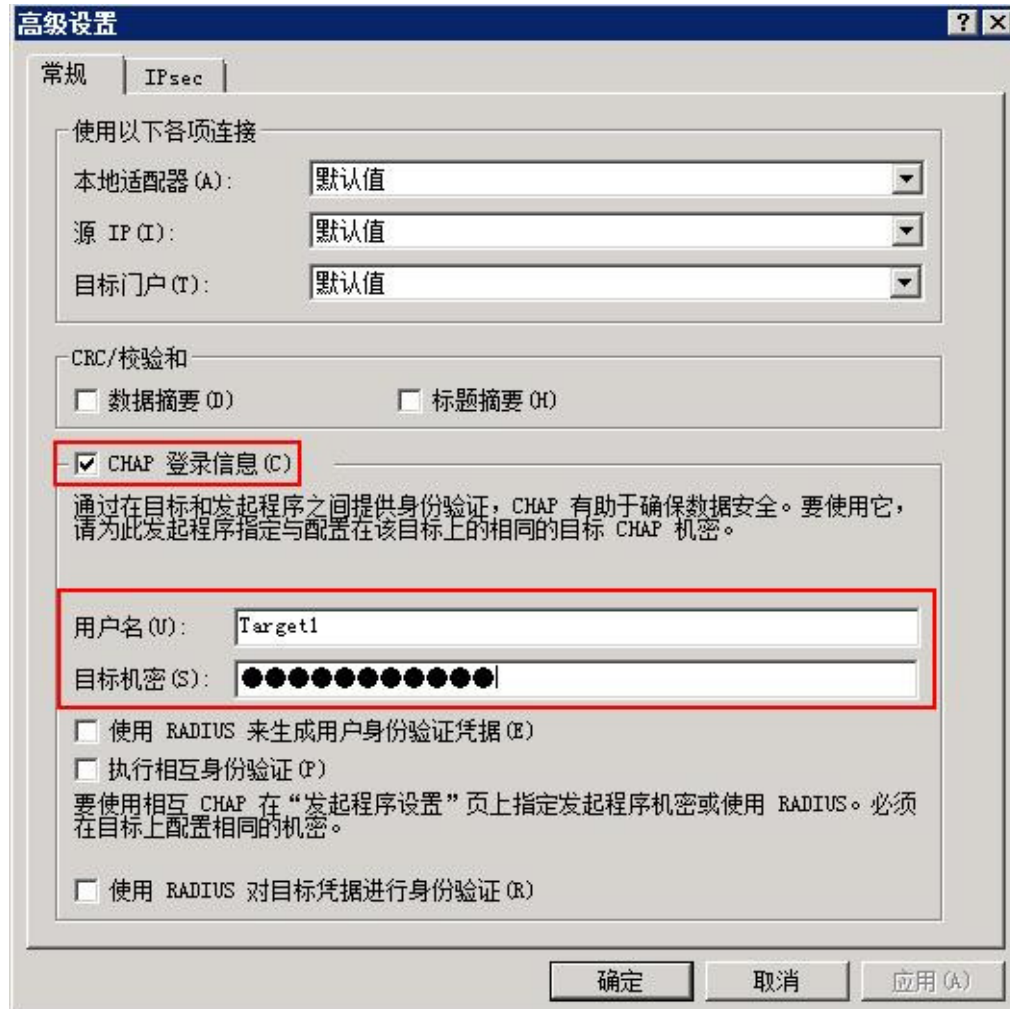 高级设置
常规 IPsec
使用以下各项连接
本地适配器(A): 默认值
源 IP(I): 默认值
目标门户(T): 默认值
CRC/校验和
数据摘要(D) 标题摘要(H)
CHAP 登录信息(C)
通过在目标和发起程序之间提供身份验证，CHAP 有助于确保数据安全。要使用它，
请为此发起程序指定与配置在该目标上的相同的目标 CHAP 机密。
用户名(U): Target1
目标机密(S): ●●●●●●●●●●●
使用 RADIUS 来生成用户身份验证凭据(E)
执行相互身份验证(P)
要使用相互 CHAP 在“发起程序设置”页上指定发起程序机密或使用 RADIUS。必须
在目标上配置相同的机密。
使用 RADIUS 对目标凭据进行身份验证(R)
确定 取消 应用(A)